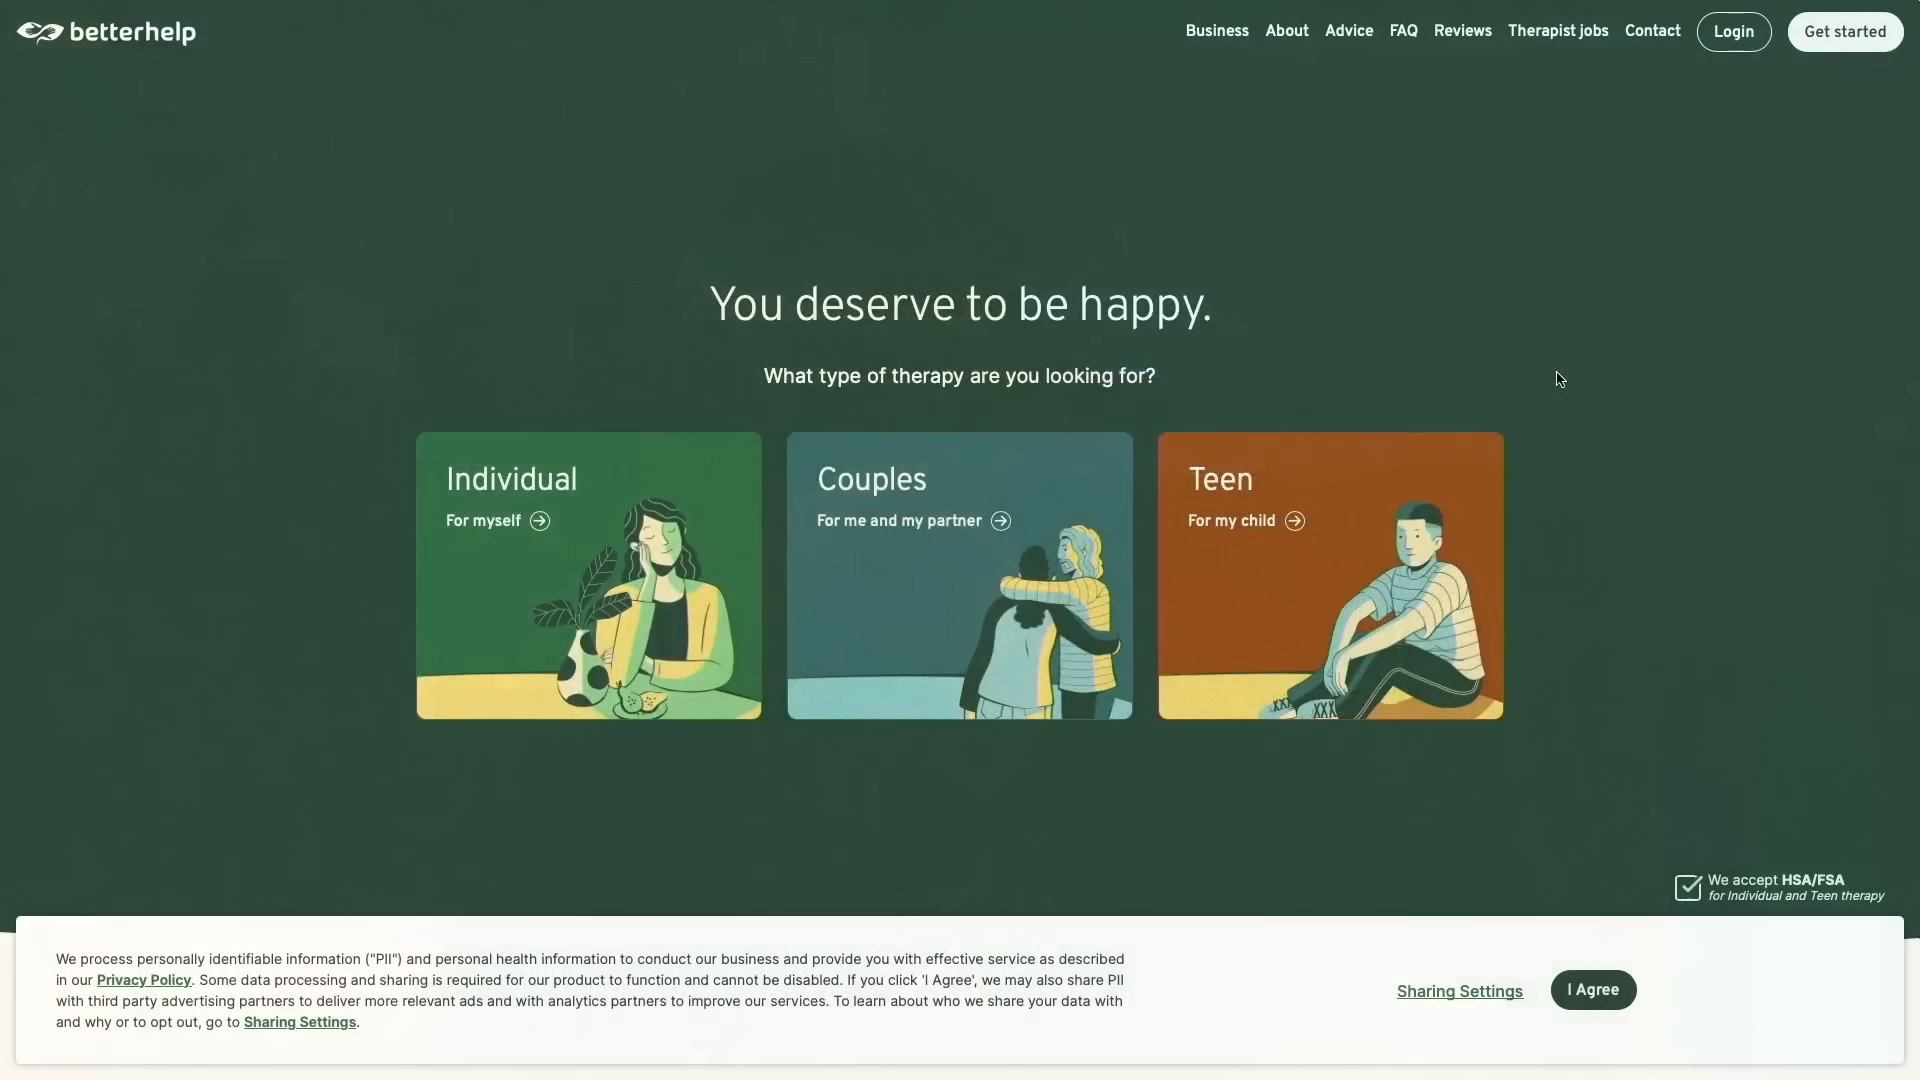 betterhelp
Business About Advice FAQ Reviews Therapist jobs Contact Login Get started
You deserve to be happy.
What type of therapy are you looking for?
Individual
For myself
Couples
For me and my partner
Teen
For my child
We accept HSA/FSA
for Individual and Teen therapy
We process personally identifiable information ("PII") and personal health information to conduct our business and provide you with effective service as described
in our Privacy Policy. Some data processing and sharing is required for our product to function and cannot be disabled. If you click 'I Agree', we may also share PII
with third party advertising partners to deliver more relevant ads and with analytics partners to improve our services. To learn about who we share your data with
and why or to opt out, go to Sharing Settings.
Sharing Settings
I Agree